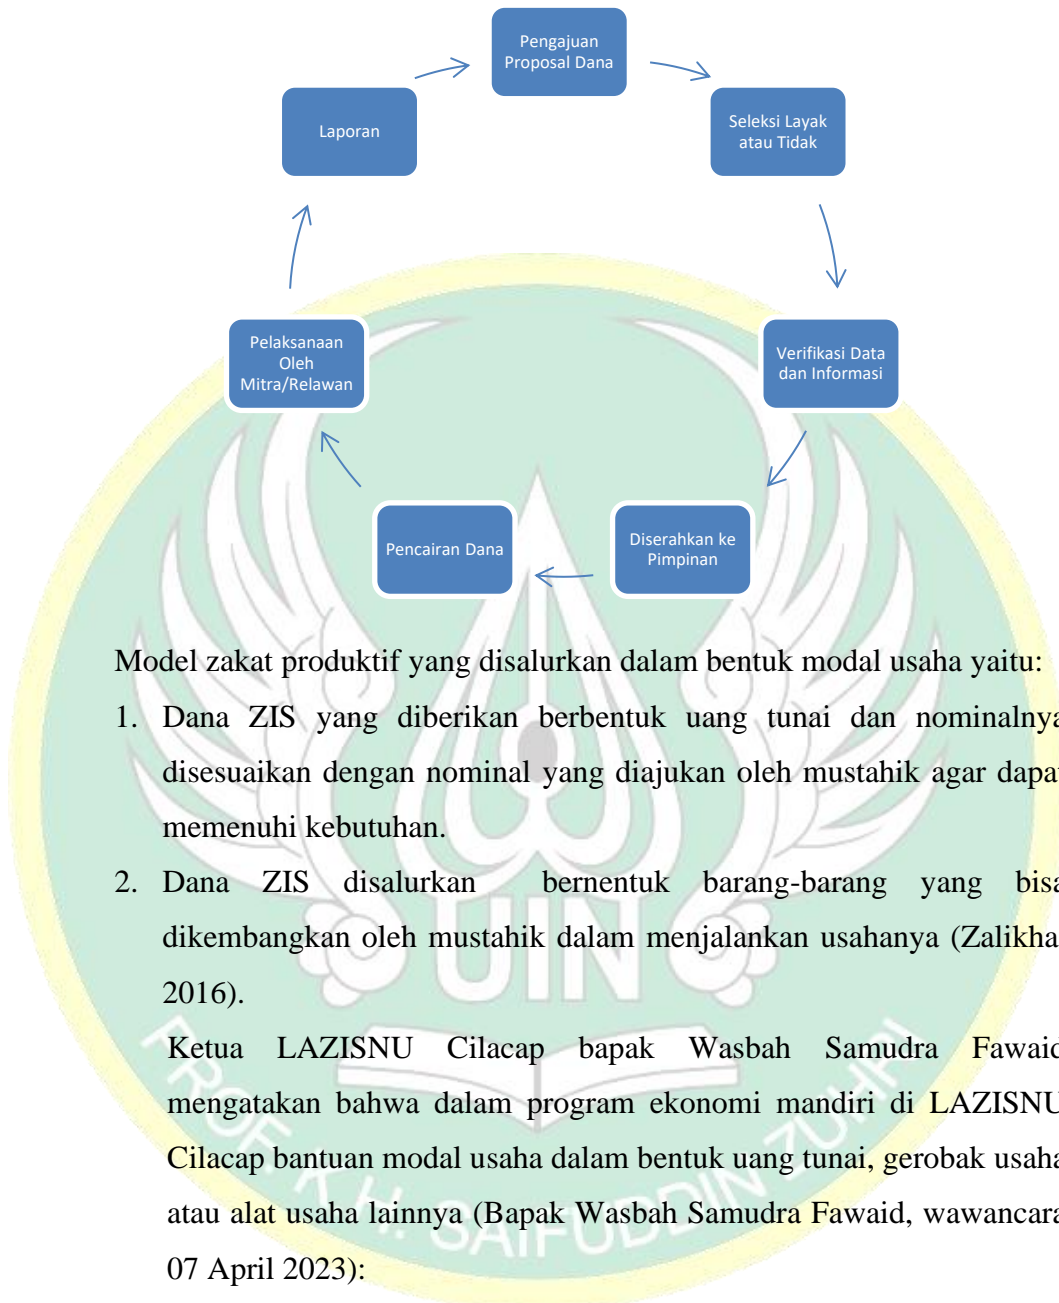 Pengajuan
Proposal Dana
Seleksi Layak
atau Tidak
Verifikasi Data
dan Informasi
Diserahkan ke
Pimpinan
Pencairan Dana
Pelaksanaan
Oleh
Mitra/Relawan
Laporan
Model zakat produktif yang disalurkan dalam bentuk modal usaha yaitu:
1. Dana ZIS yang diberikan berbentuk uang tunai dan nominalnya
disesuaikan dengan nominal yang diajukan oleh mustahik agar dapat
memenuhi kebutuhan.
2. Dana ZIS disalurkan bernentuk barang-barang yang bisa
dikembangkan oleh mustahik dalam menjalankan usahanya (Zalikha
2016).
Ketua LAZISNU Cilacap bapak Wasbah Samudra Fawaid
mengatakan bahwa dalam program ekonomi mandiri di LAZISNU
Cilacap bantuan modal usaha dalam bentuk uang tunai, gerobak usaha
atau alat usaha lainnya (Bapak Wasbah Samudra Fawaid, wawancara
07 April 2023):
UIN
PROF. K.H. SAIFUDDIN ZUHRI